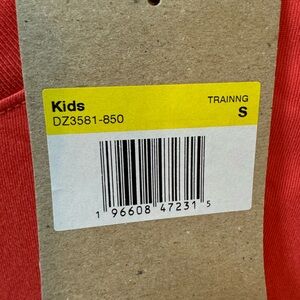 Kids
TRAINNG
DZ3581-850
S
1 96608 47231 5